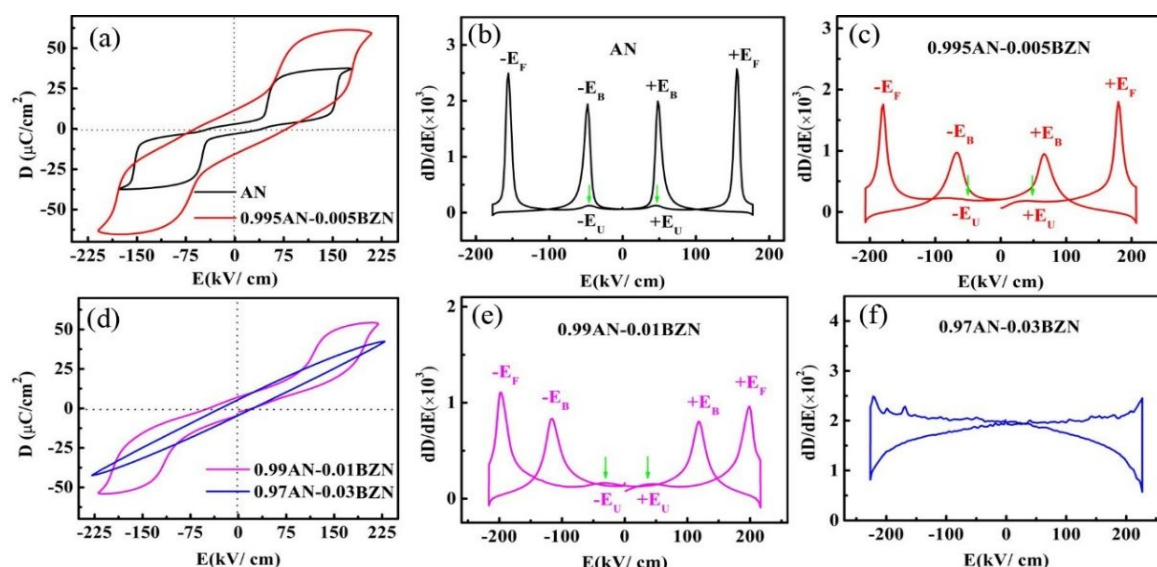 (a)
D (μC/cm²)
50
25
0
-25
-50
AN
0.995AN-0.005BZN
-225 -150 -75 0 75 150 225
E(kV/ cm)
(b)
AN
dD/dE(×10³)
3
2
1
0
-E_F
-E_B
+E_B
+E_F
-E_U
+E_U
-200 -100 0 100 200
E(kV/ cm)
(c)
0.995AN-0.005BZN
dD/dE(×10³)
3
2
1
0
-E_F
-E_B
+E_B
+E_F
-E_U
+E_U
-200 -100 0 100 200
E(kV/ cm)
(d)
D (μC/cm²)
50
25
0
-25
-50
0.99AN-0.01BZN
0.97AN-0.03BZN
-225 -150 -75 0 75 150 225
E(kV/ cm)
(e)
0.99AN-0.01BZN
dD/dE(×10³)
2
1
0
-E_F
-E_B
+E_B
+E_F
-E_U
+E_U
-200 -100 0 100 200
E(kV/ cm)
(f)
0.97AN-0.03BZN
dD/dE(×10²)
4
2
0
-200 -100 0 100 200
E(kV/ cm)